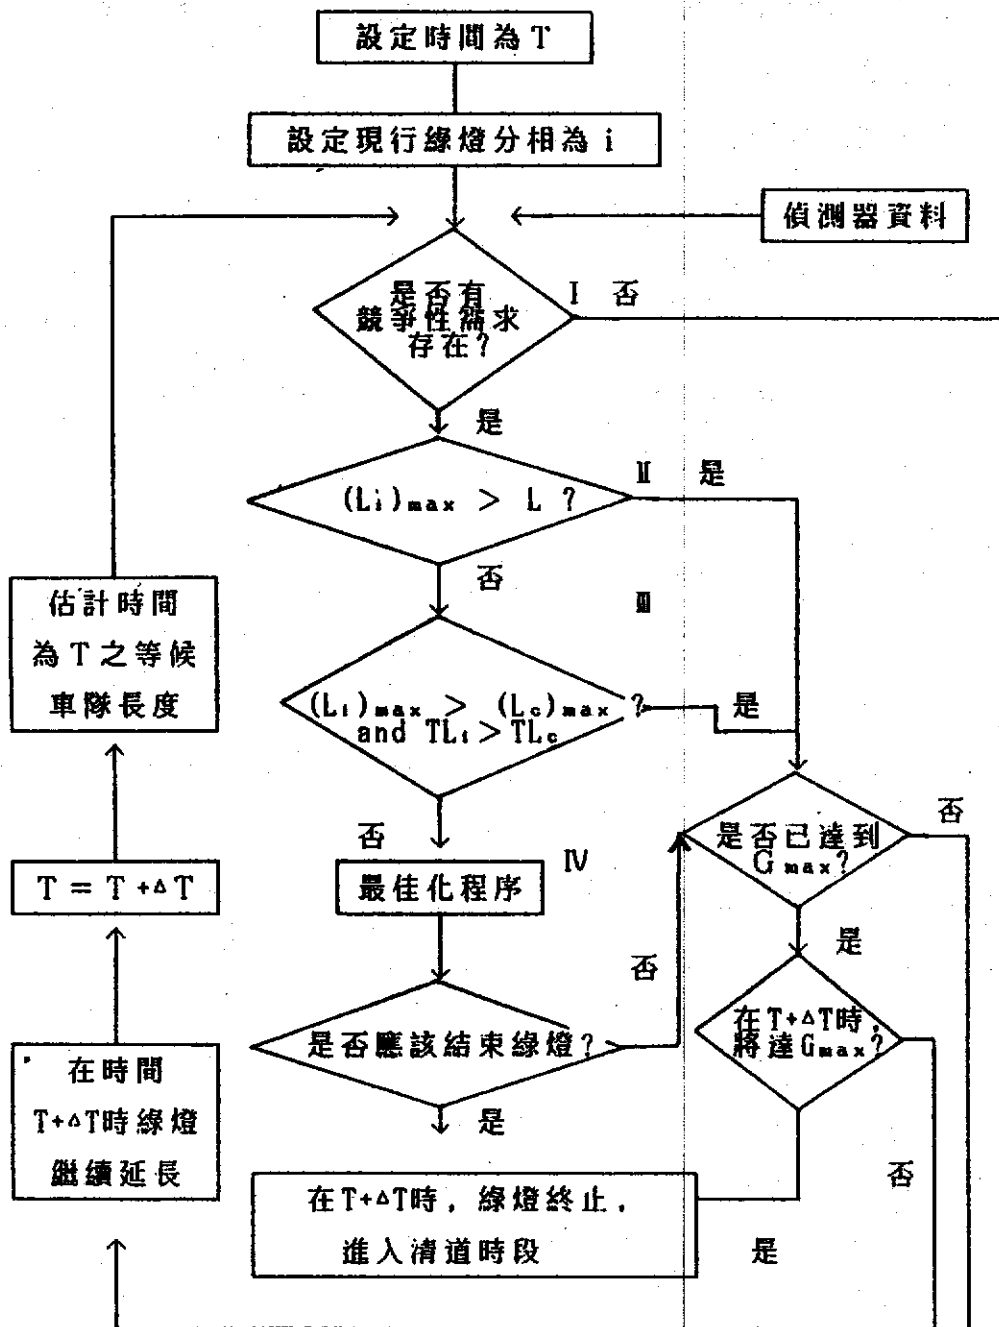 設定時間為T
設定現行綠燈分相為i
偵測器資料
是否有
競爭性需求
存在?
I 否
是
(Li)max > L ?
II 是
否
III
估計時間
為T之等候
車隊長度
(Li)max > (Lc)max ?
and TLi>TLc
是
否
是否已達到
Gmax?
否
T = T+△T
最佳化程序
IV
是
否
在T+△T時,
將達Gmax?
是否應該結束綠燈?
在時間
T+△T時綠燈
繼續延長
是
否
在T+△T時, 綠燈終止,
進入清道時段
是